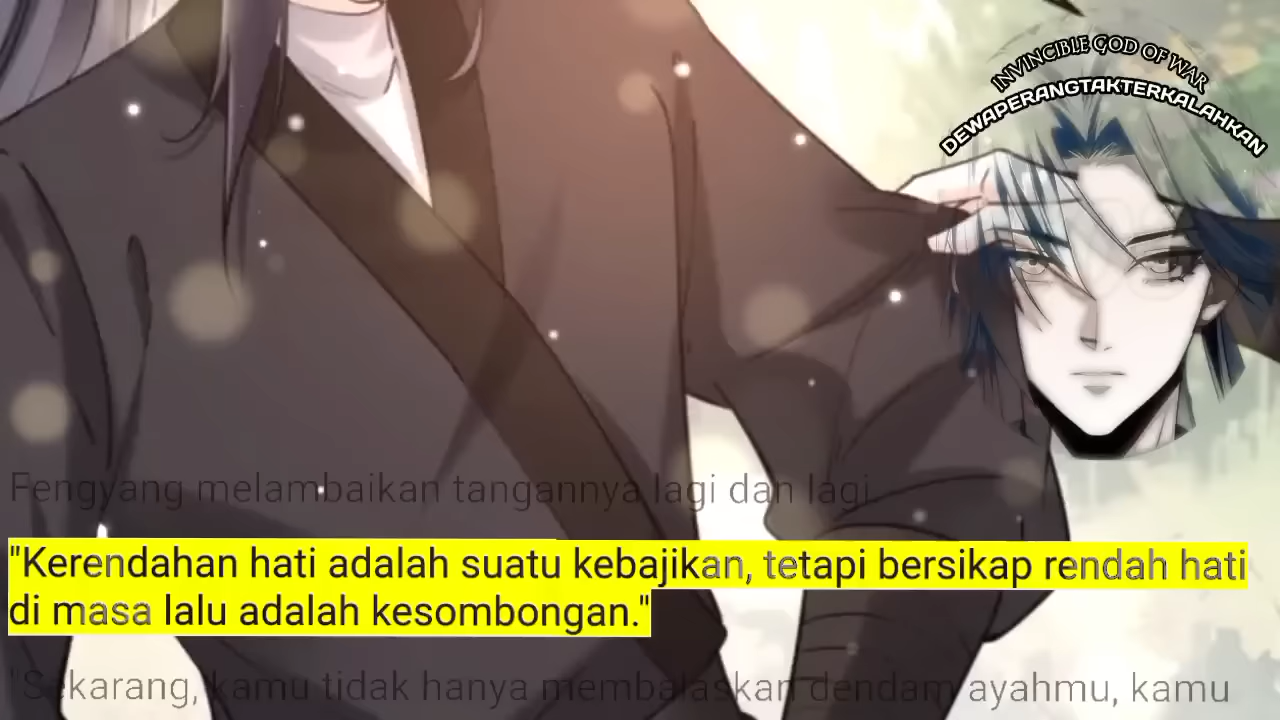 INVINCIBLE GOD OF WAR
DEWAPERANGTAKTERKALAHKAN
Fengyang melambaikan tangannya lagi dan lagi.
"Kerendahan hati adalah suatu kebajikan, tetapi bersikap rendah hati
di masa lalu adalah kesombongan."
"Sekarang, kamu tidak hanya membalaskan dendam ayahmu, kamu